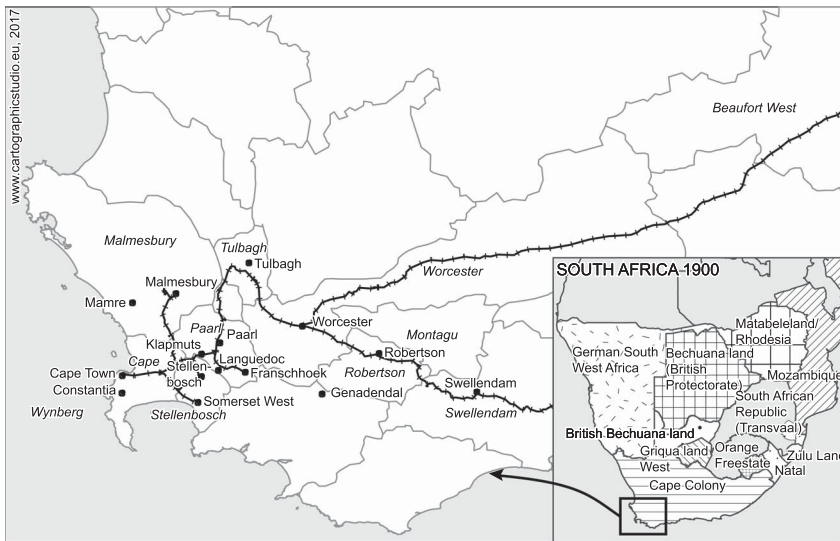 www.cartographicstudio.eu, 2017
Beaufort West
Malmesbury
Tulbagh
Tulbagh
Worcester
Malmesbury
Mamre
Worcester
Paarl
Paarl
Montagu
Klapmuts
Languedoc
Robertson
Cape
Stellen-
bosch
Franschhoek
Robertson
Cape Town
Constantia
Swellendam
Genadendal
Wynberg
Somerset West
Stellenbosch
Swellendam
SOUTH AFRICA 1900
German South
West Africa
Bechuana land
(British
Protectorate)
Matabeleland/
Rhodesia
Mozambique
South African
Republic
(Transvaal)
British Bechuana land
Griqua land
West
Orange
Freestate
Zulu Land
Natal
Cape Colony